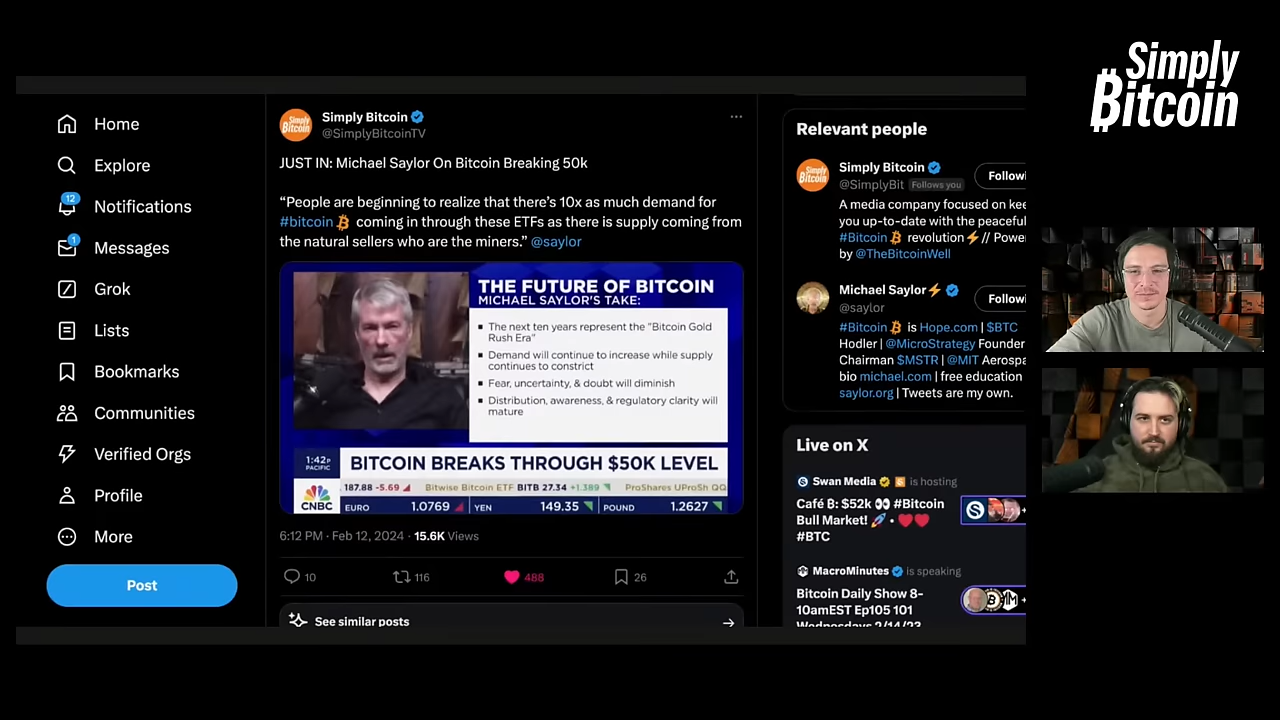 Simply
Bitcoin
Home
Explore
12
Notifications
1
Messages
Grok
Lists
Bookmarks
Communities
Verified Orgs
Profile
More
Post
Simply Bitcoin
@SimplyBitcoinTV
JUST IN: Michael Saylor On Bitcoin Breaking 50k
“People are beginning to realize that there’s 10x as much demand for
#bitcoin coming in through these ETFs as there is supply coming from
the natural sellers who are the miners.” @saylor
THE FUTURE OF BITCOIN
MICHAEL SAYLOR'S TAKE:
The next ten years represent the "Bitcoin Gold
Rush Era"
Demand will continue to increase while supply
continues to constrict
Fear, uncertainty, & doubt will diminish
Distribution, awareness, & regulatory clarity will
mature
1:42P
PACIFIC
BITCOIN BREAKS THROUGH $50K LEVEL
CNBC
187.88 -5.69 Bitwise Bitcoin ETF BITB 27.34 +1.389 ProShares UProSh QQ
EURO 1.0769 YEN 149.35 POUND 1.2627
6:12 PM · Feb 12, 2024 · 15.6K Views
10 116 488 26
See similar posts
Relevant people
Simply Bitcoin
@SimplyBit Follows you
Followi
A media company focused on kee
you up-to-date with the peaceful
#Bitcoin revolution // Power
by @TheBitcoinWell
Michael Saylor
@saylor
Followi
#Bitcoin is Hope.com | $BTC
Hodler | @MicroStrategy Founder
Chairman $MSTR | @MIT Aerospa
bio michael.com | free education
saylor.org | Tweets are my own.
Live on X
Swan Media is hosting
Café B: $52k #Bitcoin
Bull Market! •
#BTC
MacroMinutes is speaking
Bitcoin Daily Show 8-
10amEST Ep105 101
Wednesdays 2/14/23